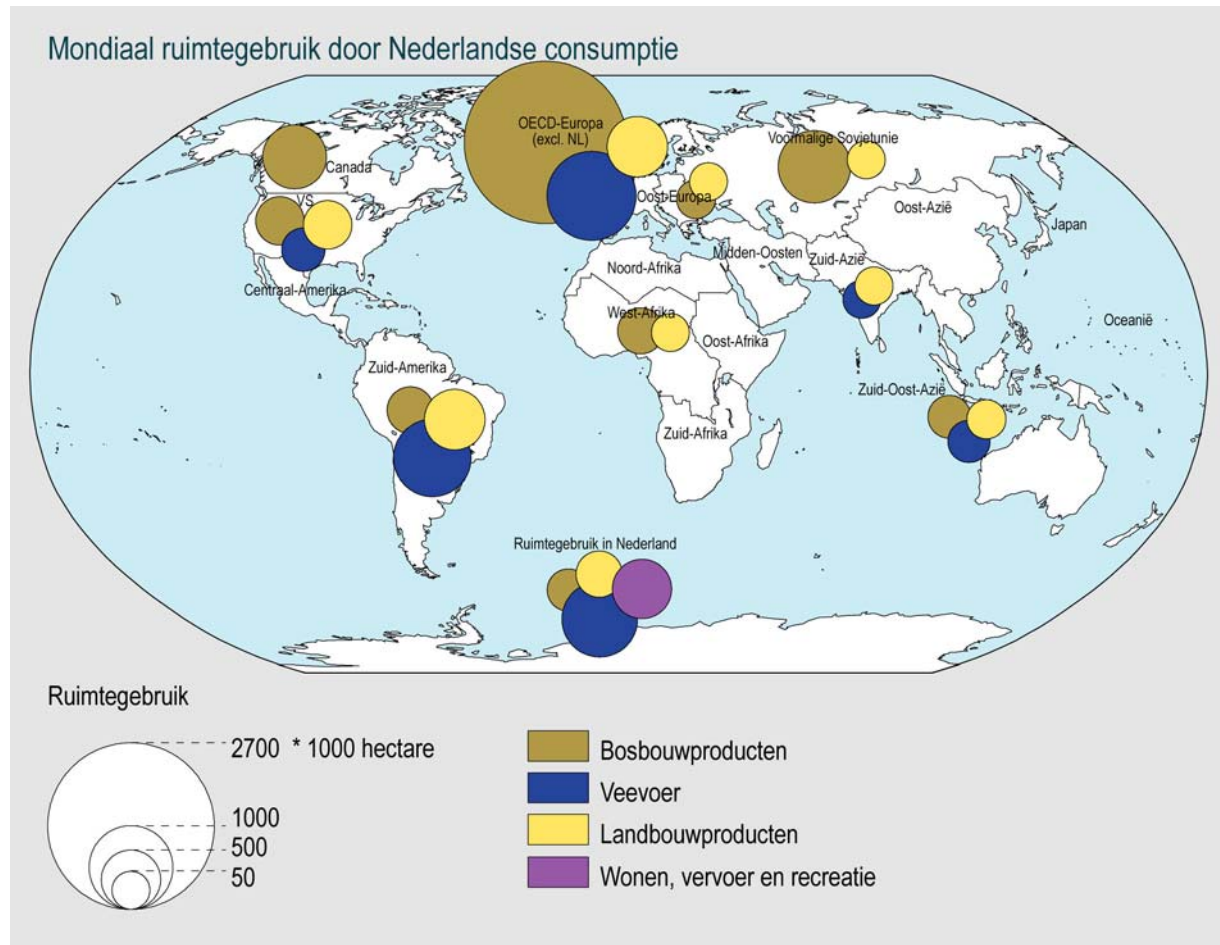 Mondiaal ruimtegebruik door Nederlandse consumptie
OECD-Europa
(excl. NL)
Voormalige Sovjetunie
Canada
VS
Oost-Europa
Oost-Azië
Japan
Midden-Oosten
Zuid-Azië
Noord-Afrika
Centraal-Amerika
West-Afrika
Oost-Afrika
Oceanië
Zuid-Amerika
Zuid-Oost-Azië
Zuid-Afrika
Ruimtegebruik in Nederland
Ruimtegebruik
2700 * 1000 hectare
1000
500
50
Bosbouwproducten
Veevoer
Landbouwproducten
Wonen, vervoer en recreatie